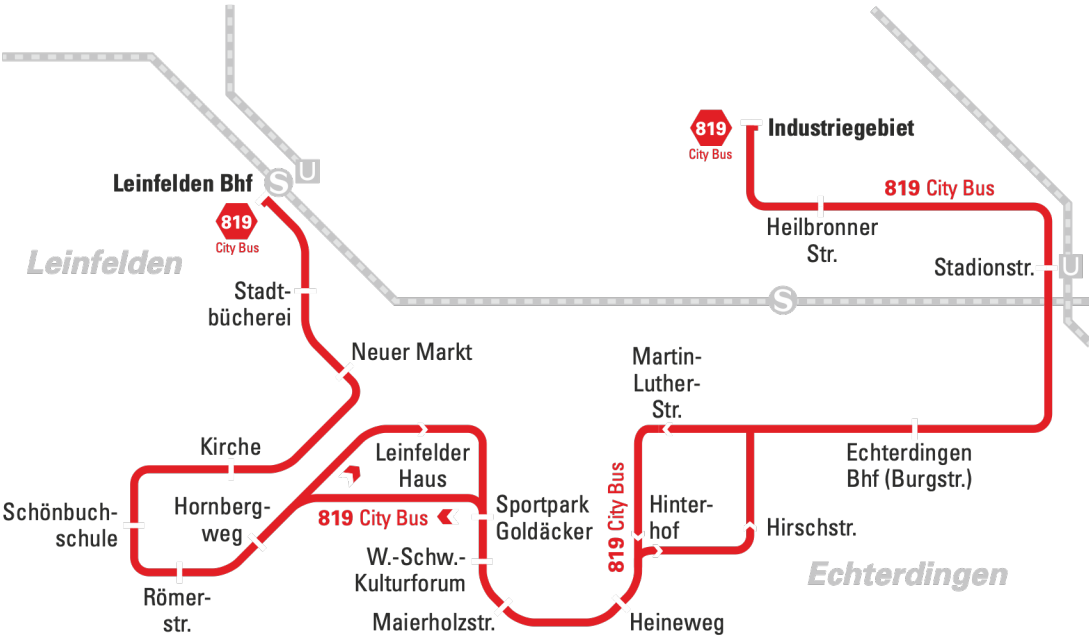 819
City Bus
Industriegebiet
819 City Bus
Heilbronner
Str.
U
S
Leinfelden Bhf
819
City Bus
Leinfelden
Stadt-
bücherei
Stadionstr.
U
S
Neuer Markt
Martin-
Luther-
Str.
Kirche
Leinfelder
Haus
Echterdingen
Bhf (Burgstr.)
Schönbuch-
schule
Hornberg-
weg
819 City Bus
Sportpark
Goldäcker
819 City Bus
Hinter-
hof
Hirschstr.
W.-Schw.-
Kulturforum
Echterdingen
Römer-
str.
Maierholzstr.
Heineweg